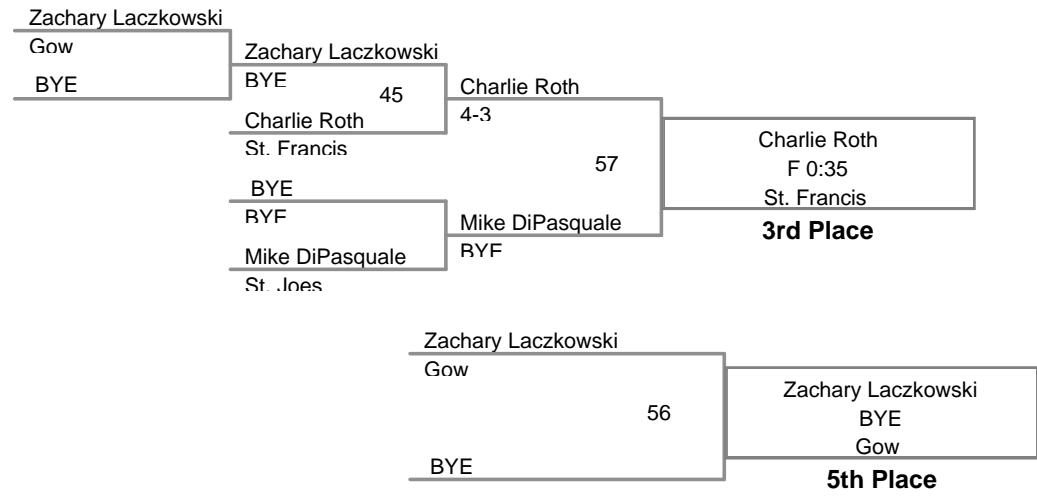 Zachary Laczkowski
Gow
BYE
Zachary Laczkowski
BYE
45
Charlie Roth
St. Francis
BYE
BYE
Mike DiPasquale
St. Joes
Charlie Roth
4-3
57
Mike DiPasquale
BYE
Charlie Roth
F 0:35
St. Francis
3rd Place
Zachary Laczkowski
Gow
56
BYE
Zachary Laczkowski
BYE
Gow
5th Place